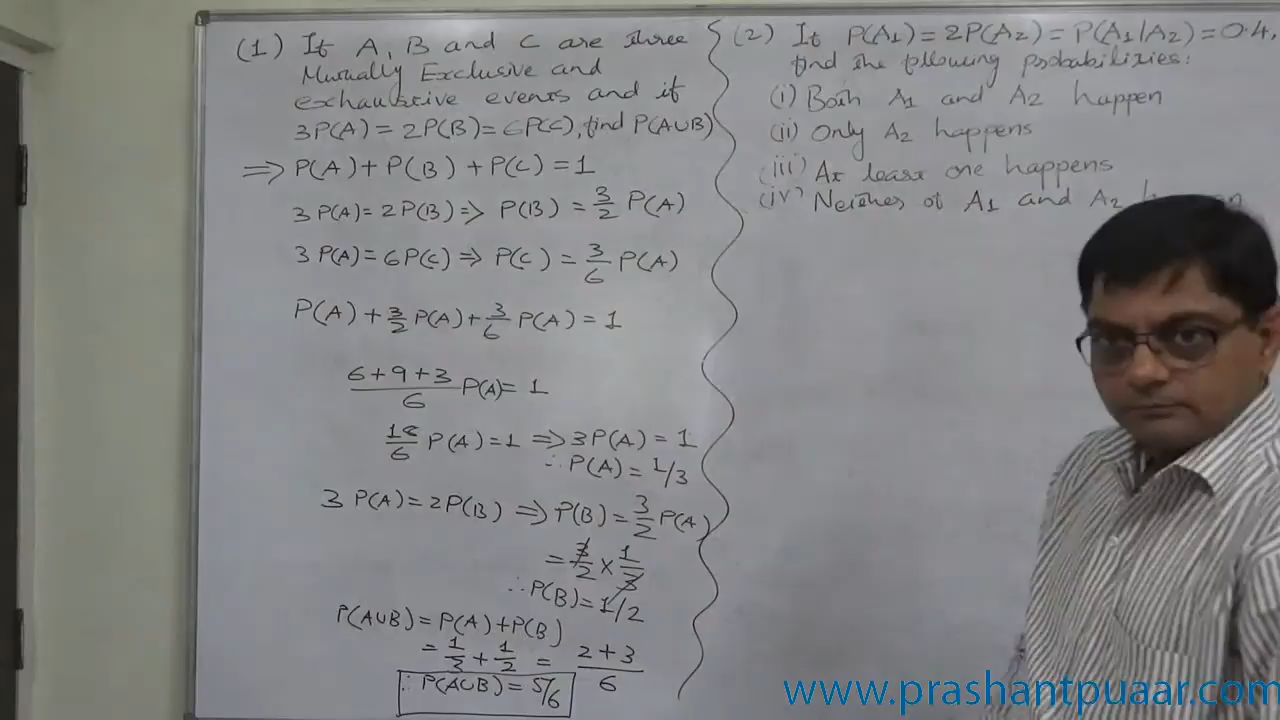 (1) If A, B and C are three
Mutually Exclusive and
exhaustive events and if
3P(A) = 2P(B) = 6P(C), find P(A∪B)
⇒ P(A) + P(B) + P(C) = 1
3P(A) = 2P(B) ⇒ P(B) = 3/2 P(A)
3P(A) = 6P(C) ⇒ P(C) = 3/6 P(A)
P(A) + 3/2 P(A) + 3/6 P(A) = 1
6+9+3/6 P(A) = 1
18/6 P(A) = 1 ⇒ 3P(A) = 1
∴ P(A) = 1/3
3 P(A) = 2P(B) ⇒ P(B) = 3/2 P(A)
= 3/2 × 1/3
∴ P(B) = 1/2
P(A∪B) = P(A) + P(B)
= 1/3 + 1/2 = 2+3/6
∴ P(A∪B) = 5/6
(2) If P(A1) = 2P(A2) = P(A1/A2) = 0.4,
find the following probabilities:
(i) Both A1 and A2 happen
(ii) Only A2 happens
(iii) At least one happens
(iv) Neither of A1 and A2
www.prashantpuaar.com